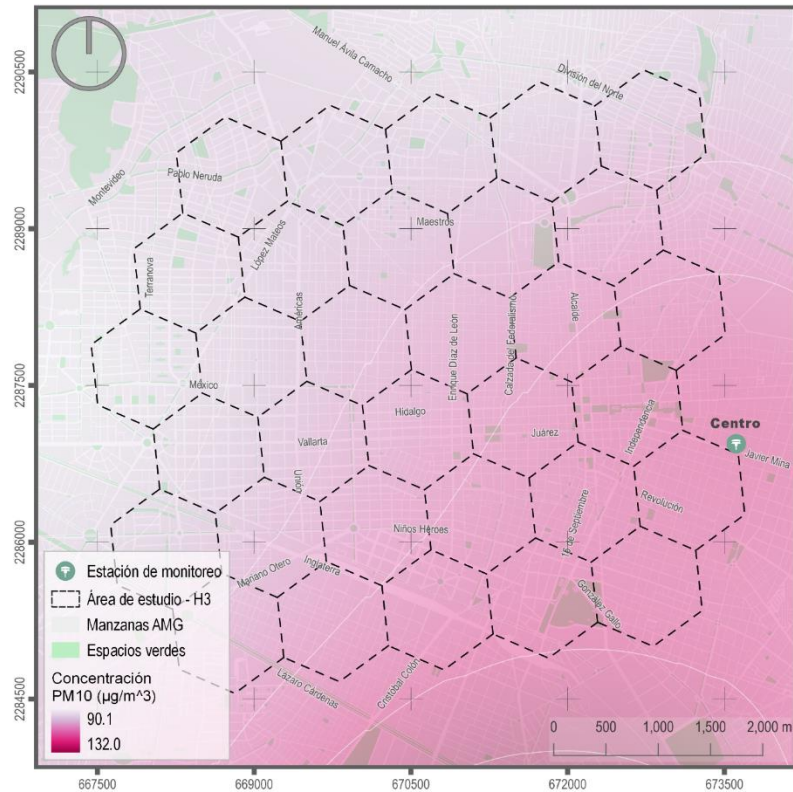 Manuel Ávila Camacho
División del Norte
2290500
Pablo Neruda
Montevideo
Maestros
2289000
López Mateos
Terranova
Américas
Enrique Díaz de León
Calzada del Federalismo
Alcalde
2287500
México
Hidalgo
Independencia
Centro
Juárez
Vallarta
Javier Mina
Unión
Revolución
2286000
Niños Héroes
16 de Septiembre
Estación de monitoreo
Mariano Otero
Inglaterra
Área de estudio - H3
González Gallo
Manzanas AMG
Espacios verdes
Concentración
PM10 (µg/m^3)
Lázaro Cárdenas
Cristóbal Colón
2284500
90.1
132.0
0 500 1,000 1,500 2,000 m
667500 669000 670500 672000 673500